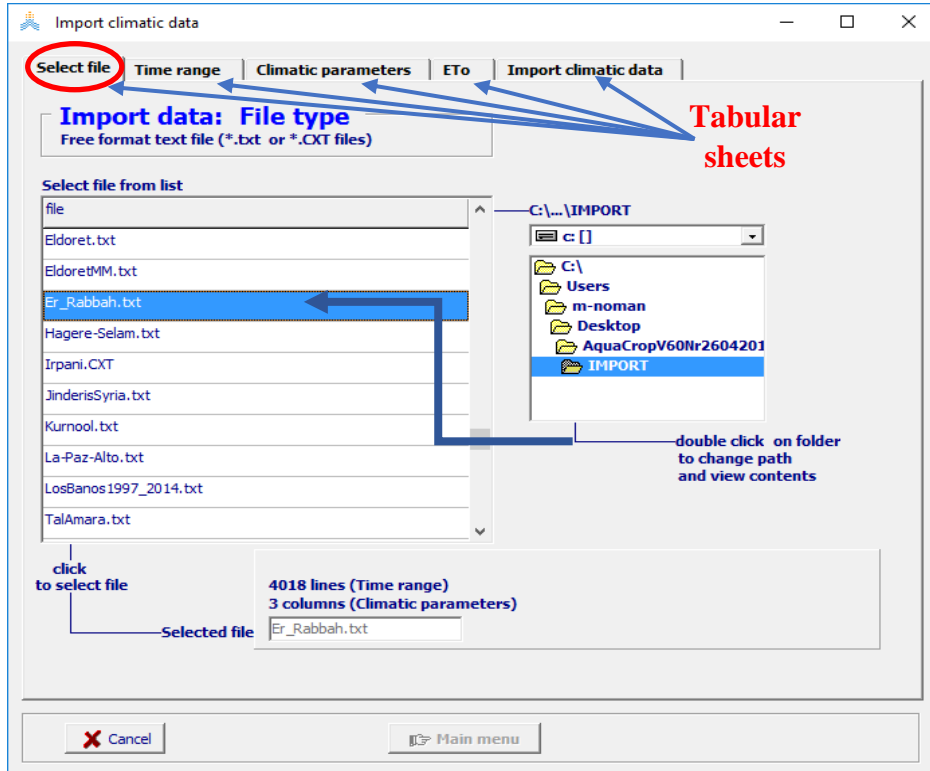 Import climatic data
Select file
Time range
Climatic parameters
ETo
Import climatic data
Tabular
sheets
Import data: File type
Free format text file (*.txt or *.CXT files)
Select file from list
file
Eldoret.txt
EldoretMM.txt
Er_Rabbah.txt
Hagere-Selam.txt
Irpani.CXT
JinderisSyria.txt
Kurnool.txt
La-Paz-Alto.txt
LosBanos1997_2014.txt
TalAmara.txt
C:\...\IMPORT
c: []
C:\
Users
m-noman
Desktop
AquaCropV60Nr2604201
IMPORT
double click on folder
to change path
and view contents
click
to select file
4018 lines (Time range)
3 columns (Climatic parameters)
Selected file
Er_Rabbah.txt
Cancel
Main menu